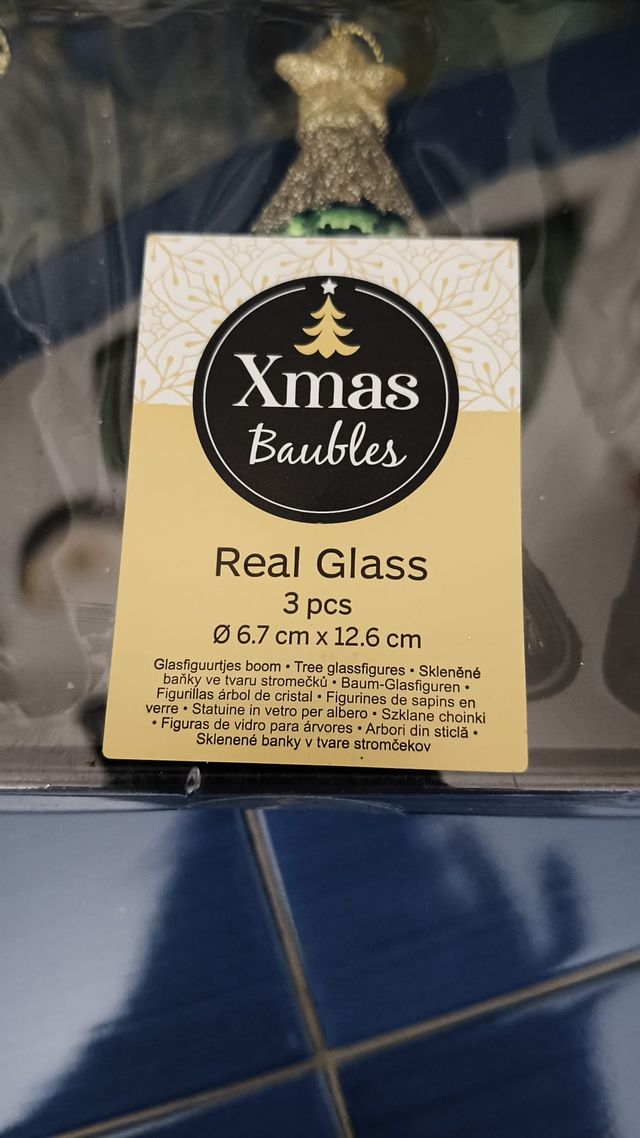 Xmas
Baubles
Real Glass
3 pcs
Ø 6.7 cm x 12.6 cm
Glasfiguurtjes boom • Tree glassfigures • Skleněné
baňky ve tvaru stromečků • Baum-Glasfiguren •
Figurillas árbol de cristal • Figurines de sapins en
verre • Statuine in vetro per albero • Szklane choinki
• Figuras de vidro para árvores • Arbori din sticlă •
Sklenené banky v tvare stromčekov